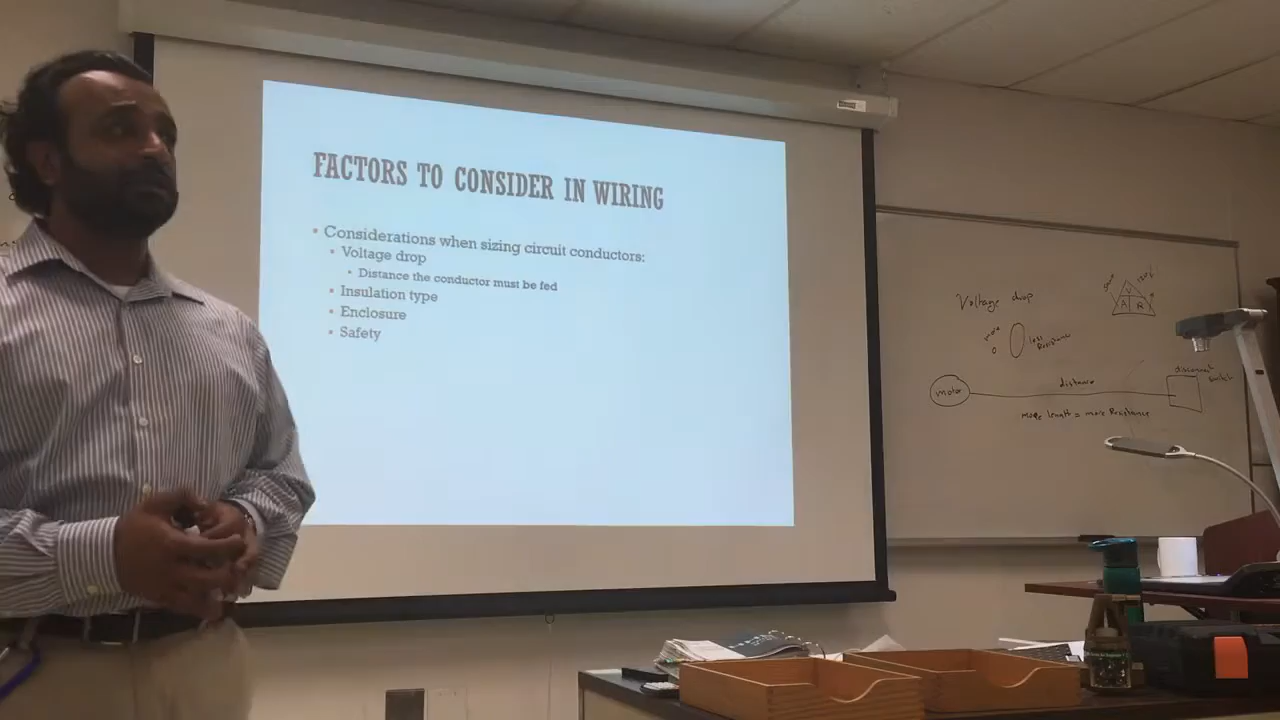 FACTORS TO CONSIDER IN WIRING
Considerations when sizing circuit conductors:
Voltage drop
Distance the conductor must be fed
Insulation type
Enclosure
Safety
Voltage drop
V
A R
less
Resistance
motor
distance
disconnect
switch
more length = more Resistance